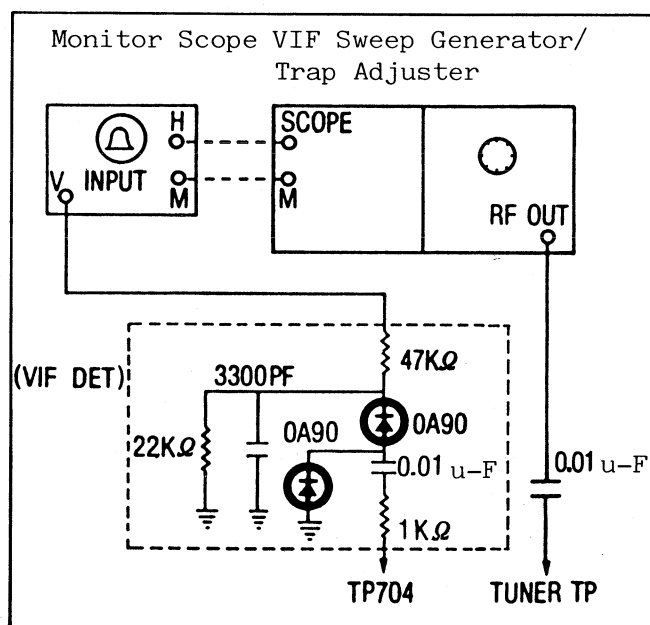 Monitor Scope VIF Sweep Generator/
Trap Adjuster
H SCOPE
V INPUT
M M
RF OUT
(VIF DET)
47KΩ
3300PF
22KΩ
0A90 0A90
0.01 u-F 0.01 u-F
1KΩ
TP704 TUNER TP